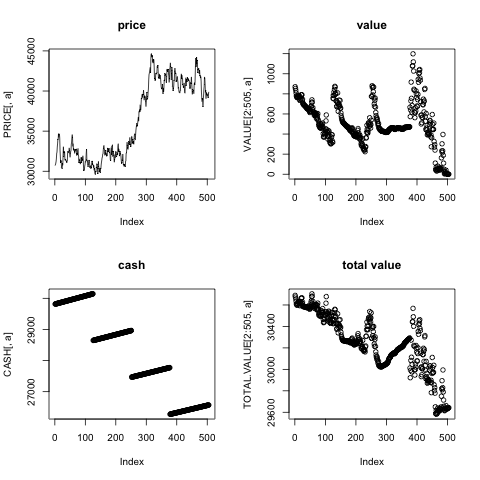 price
PRICE[, a]
45000
40000
35000
30000
0 100 200 300 400 500
Index
value
VALUE[2:505, a]
1000
600
400
200
0
0 100 200 300 400 500
Index
cash
CASH[, a]
29000
27000
0 100 200 300 400 500
Index
total value
TOTAL.VALUE[2:505, a]
30400
30000
29600
0 100 200 300 400 500
Index